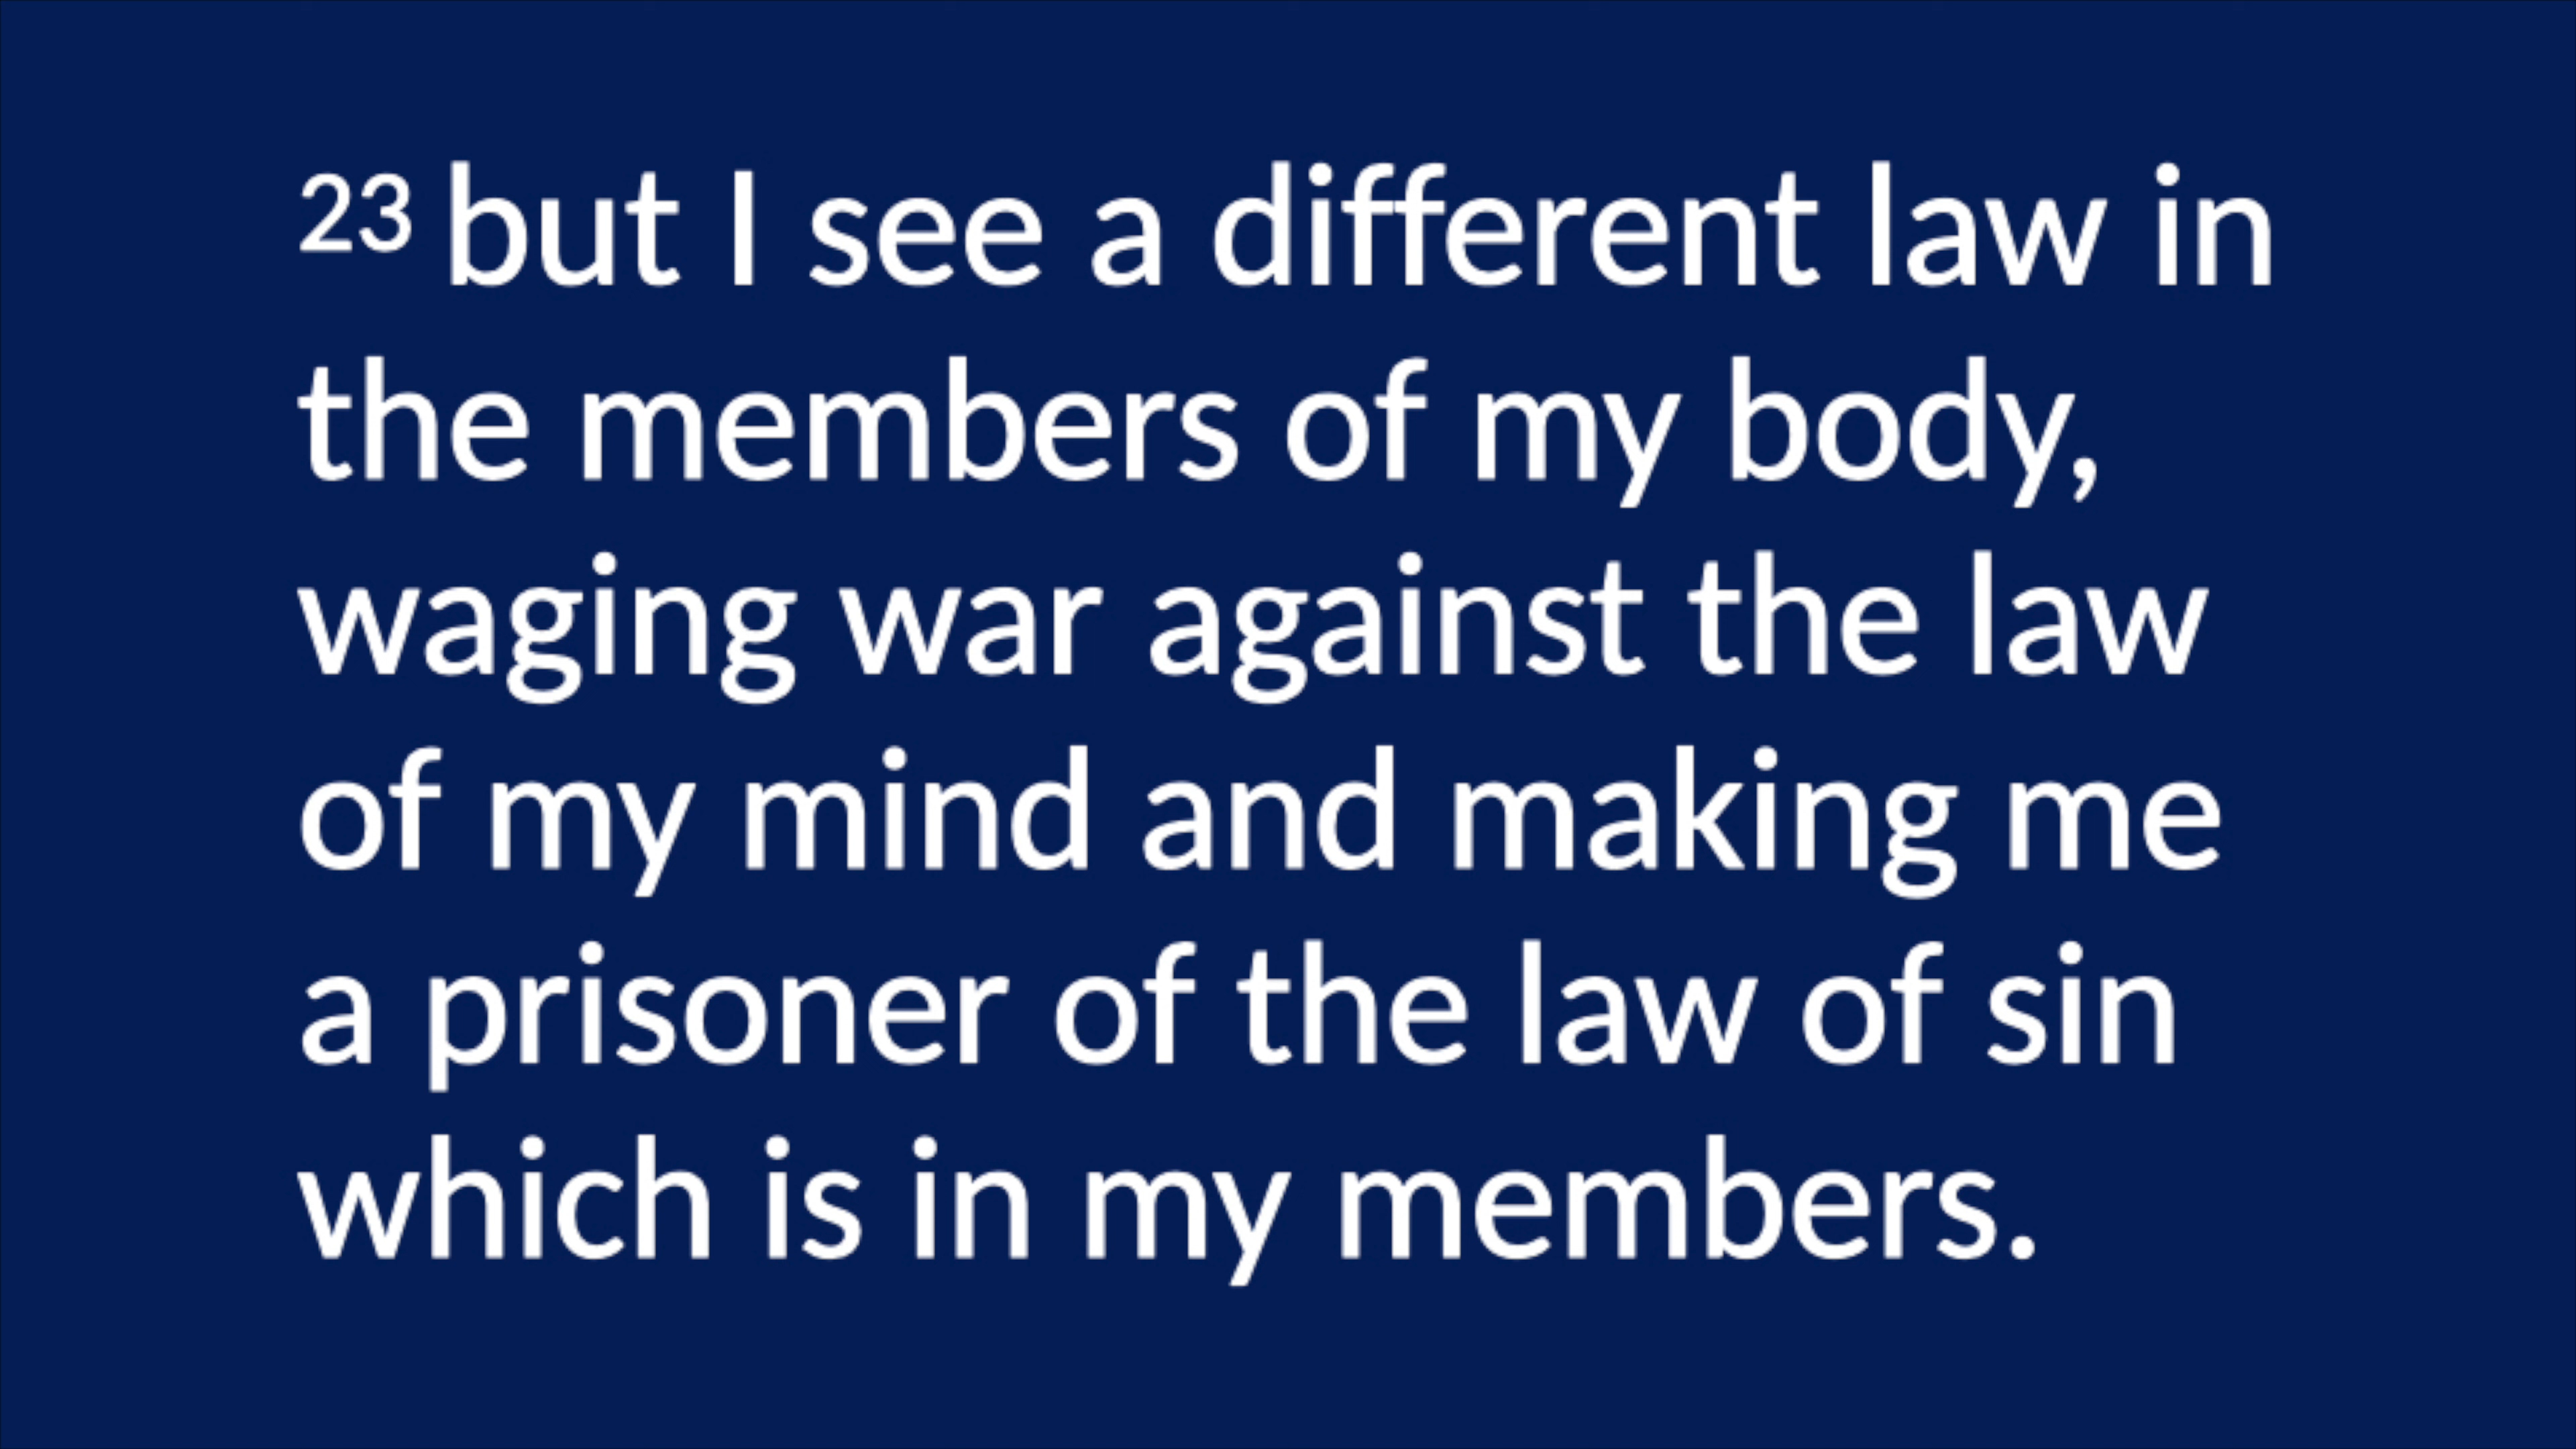 23 but I see a different law in
the members of my body,
waging war against the law
of my mind and making me
a prisoner of the law of sin
which is in my members.